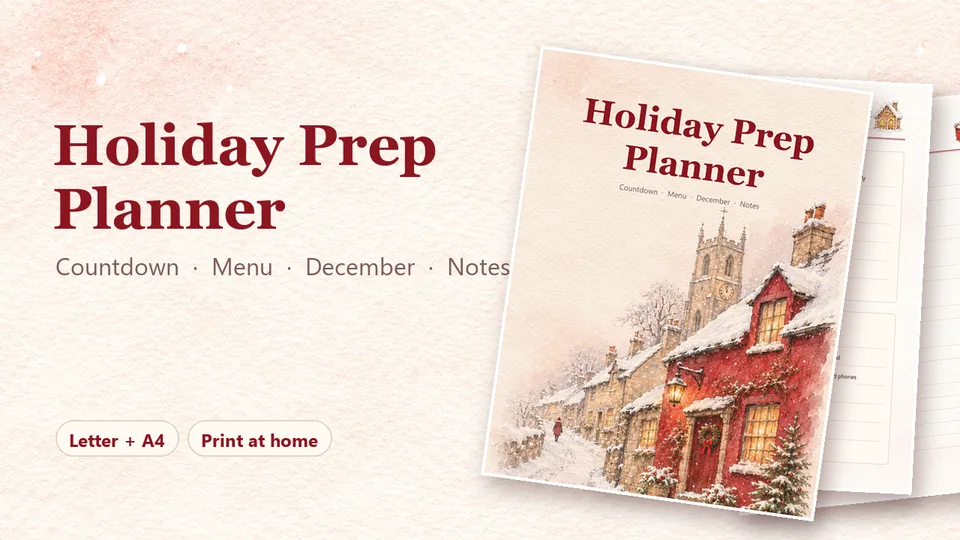 Holiday Prep
Planner
Countdown · Menu · December · Notes
Letter + A4
Print at home
Holiday Prep
Planner
Countdown · Menu · December · Notes
phones